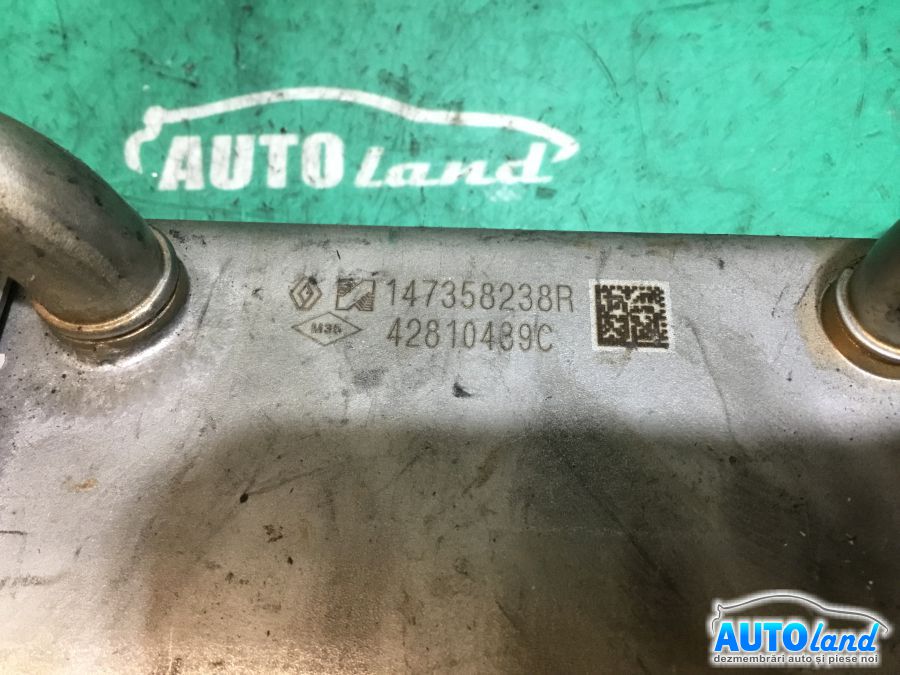 AUTO land
147358238R
M35
42810489C
AUTOland
dezmembrări auto și piese noi